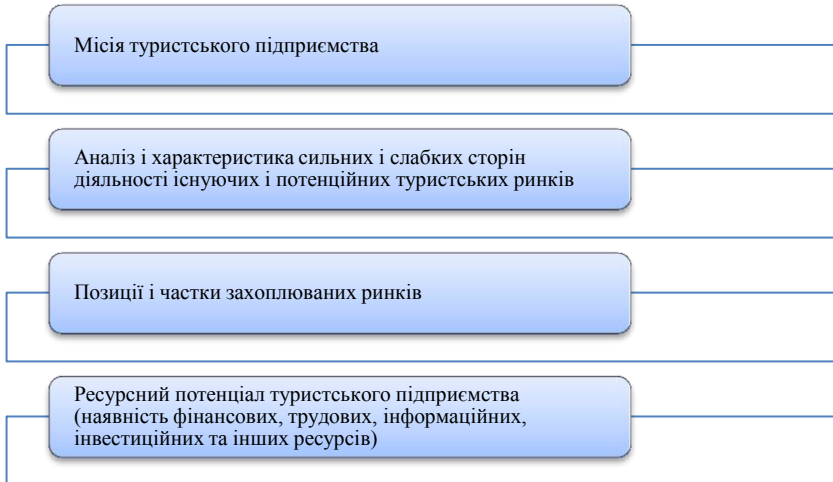 Місія туристського підприємства
Аналіз і характеристика сильних і слабких сторін
діяльності існуючих і потенційних туристських ринків
Позиції і частки захоплюваних ринків
Ресурсний потенціал туристського підприємства
(наявність фінансових, трудових, інформаційних,
інвестиційних та інших ресурсів)